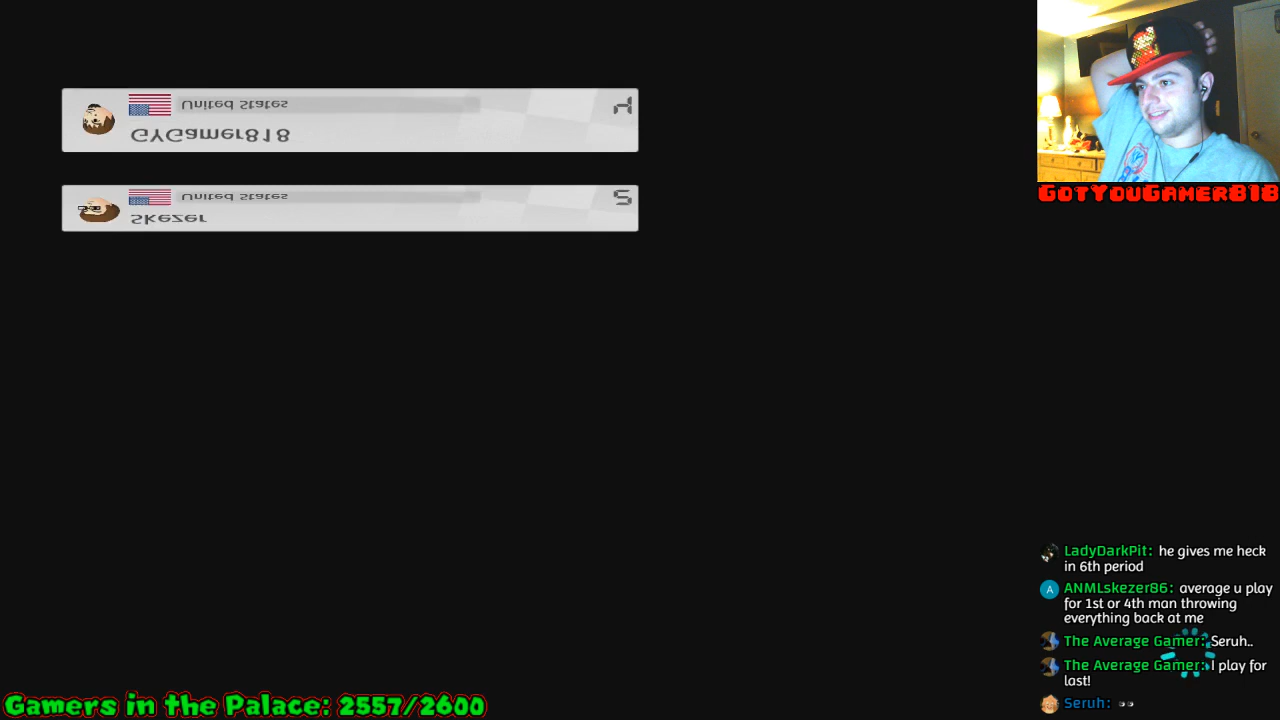 United States
GYGamer818
4
United States
Skezer
5
GOTYOUGAMER818
LadyDarkPit: he gives me heck
in 6th period
A ANMLskezer86: average u play
for 1st or 4th man throwing
everything back at me
The Average Gamer: Seruh..
The Average Gamer: I play for
last!
Seruh: 👀
Gamers in the Palace: 2557/2600